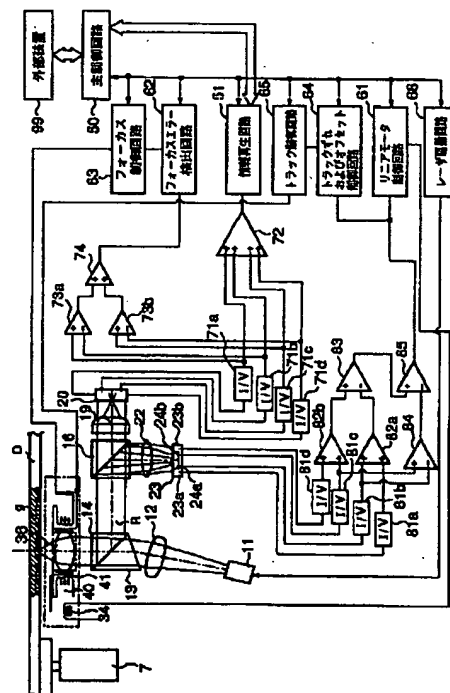 外部装置
99
主制御回路
50
フォーカス
制御回路
63
フォーカスエラー
検出回路
62
情報再生回路
51
トラック制御回路
65
トラックずれ
およびオフセット
64
リニアモータ
制御回路
61
レーザ駆動回路
66
74
73a
73b
72
71a
71b
71c
71d
I/V
I/V
I/V
I/V
83
85
82b
82a
84
81d
81c
81b
81a
I/V
I/V
I/V
I/V
20
19
16
22
24b
23b
23
23a
24a
D
g
36
14
R
12
13
11
40
41
34
7